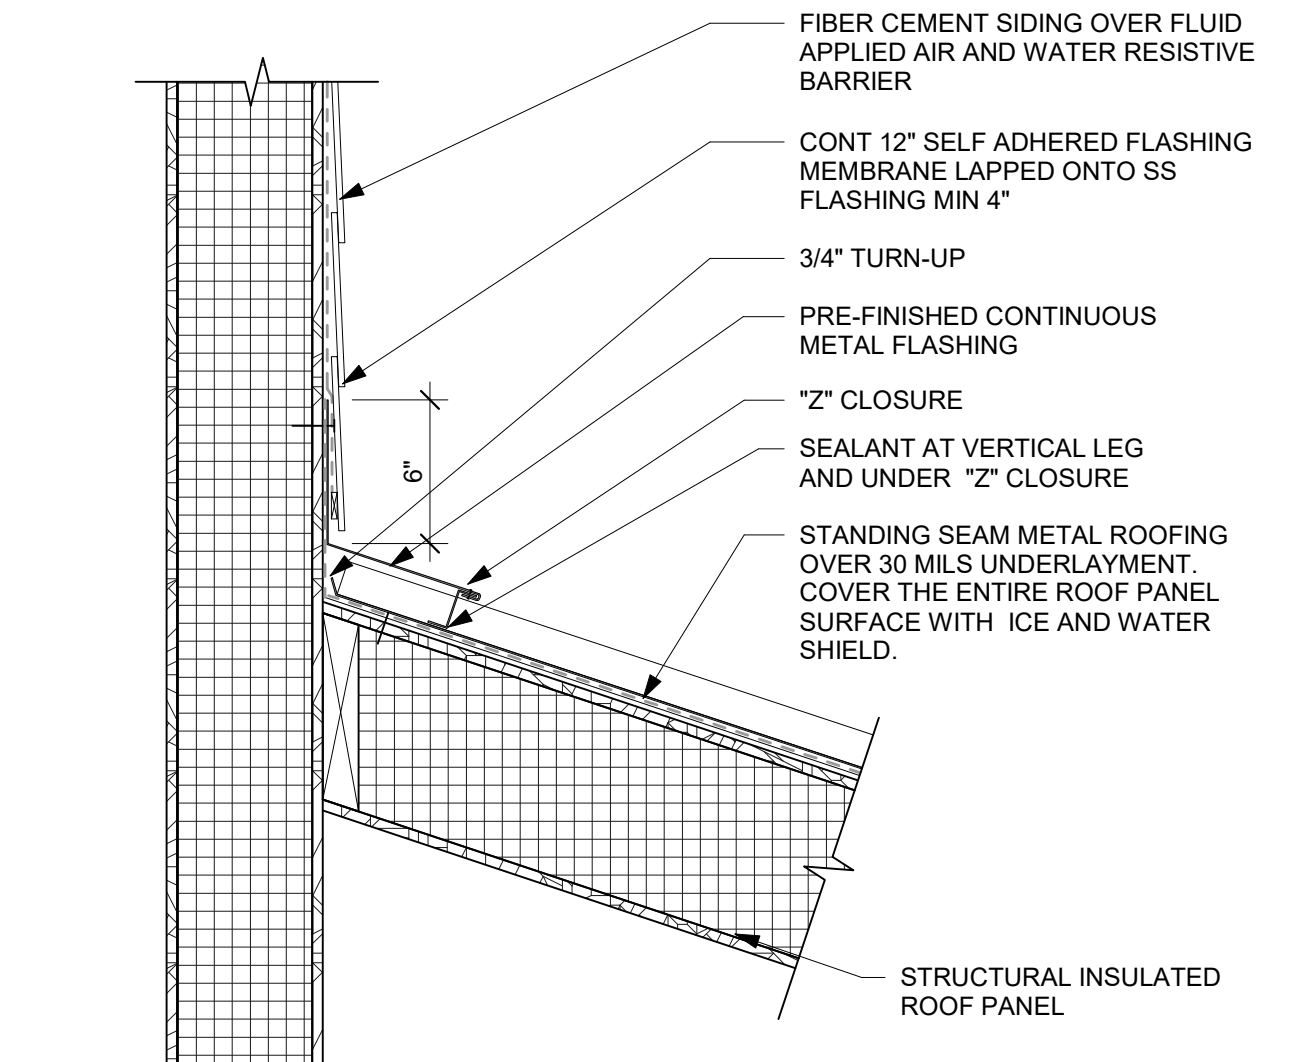 FIBER CEMENT SIDING OVER FLUID
APPLIED AIR AND WATER RESISTIVE
BARRIER
CONT 12" SELF ADHERED FLASHING
MEMBRANE LAPPED ONTO SS
FLASHING MIN 4"
3/4" TURN-UP
PRE-FINISHED CONTINUOUS
METAL FLASHING
"Z" CLOSURE
SEALANT AT VERTICAL LEG
AND UNDER "Z" CLOSURE
6"
STANDING SEAM METAL ROOFING
OVER 30 MILS UNDERLAYMENT.
COVER THE ENTIRE ROOF PANEL
SURFACE WITH ICE AND WATER
SHIELD.
STRUCTURAL INSULATED
ROOF PANEL